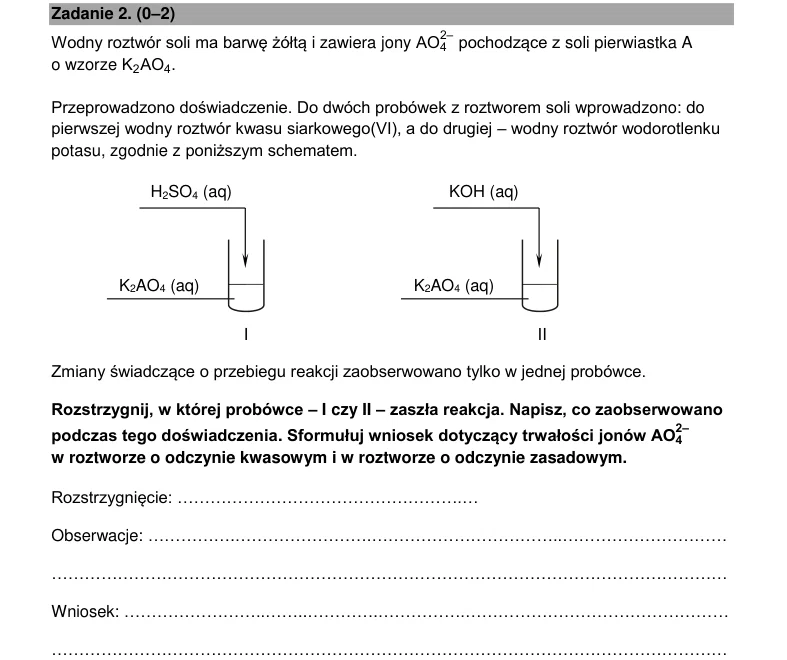 Zadanie 2. (0–2)
Wodny roztwór soli ma barwę żółtą i zawiera jony AO₄²⁻ pochodzące z soli pierwiastka A
o wzorze K₂AO₄.
Przeprowadzono doświadczenie. Do dwóch probówek z roztworem soli wprowadzono: do
pierwszej wodny roztwór kwasu siarkowego(VI), a do drugiej – wodny roztwór wodorotlenku
potasu, zgodnie z poniższym schematem.
H₂SO₄ (aq)
K₂AO₄ (aq)
I
KOH (aq)
K₂AO₄ (aq)
II
Zmiany świadczące o przebiegu reakcji zaobserwowano tylko w jednej probówce.
Rozstrzygnij, w której probówce – I czy II – zaszła reakcja. Napisz, co zaobserwowano
podczas tego doświadczenia. Sformułuj wniosek dotyczący trwałości jonów AO₄²⁻
w roztworze o odczynie kwasowym i w roztworze o odczynie zasadowym.
Rozstrzygnięcie: ……………………………………………………
Obserwacje: ……………………………………………………………………………………………
……………………………………………………………………………………………………………
Wniosek: ………………………………………………………………………………………………
……………………………………………………………………………………………………………